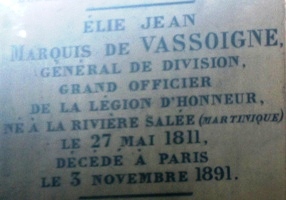 ÉLIE JEAN
MARQUIS DE VASSOIGNE,
GÉNÉRAL DE DIVISION,
GRAND OFFICIER
DE LA LÉGION D'HONNEUR,
NÉ A LA RIVIÈRE SALÉE (MARTINIQUE)
LE 27 MAI 1811,
DÉCÉDÉ A PARIS
LE 3 NOVEMBRE 1891.